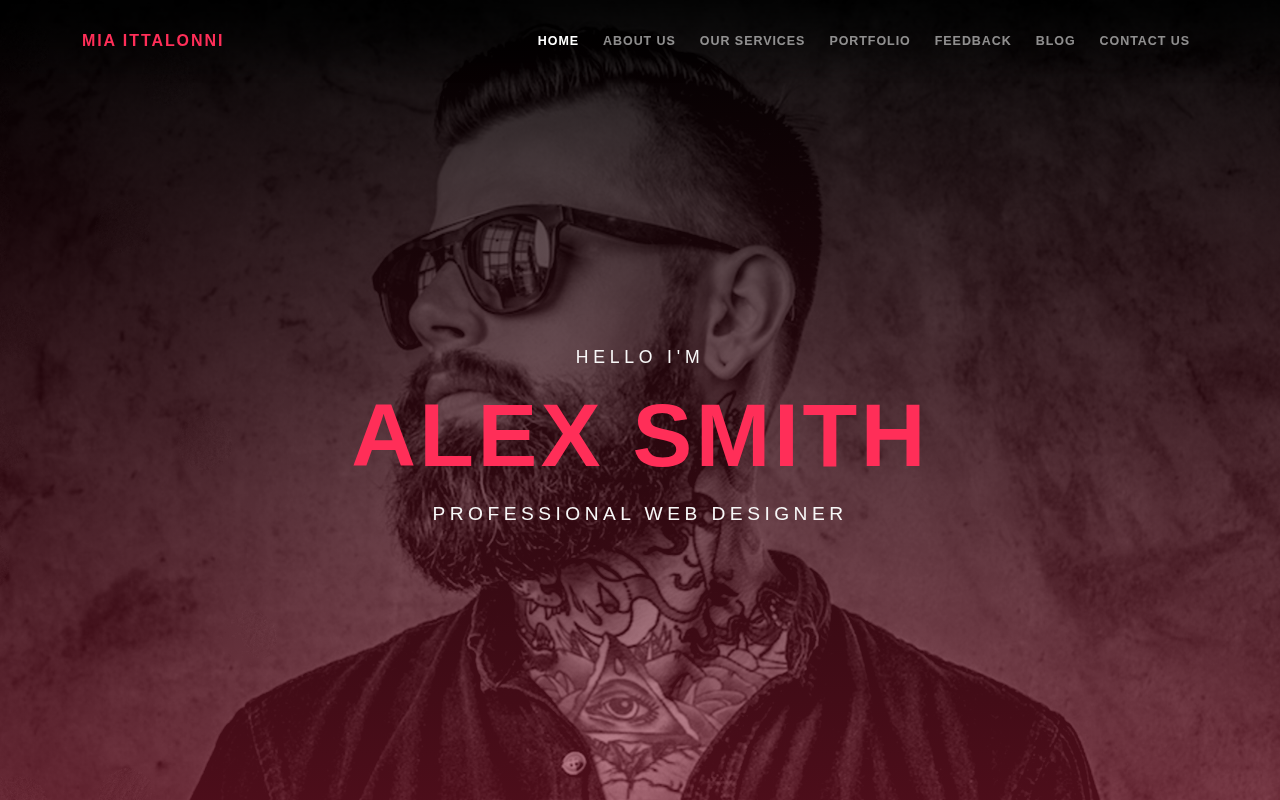 MIA ITTALONNI
HOME ABOUT US OUR SERVICES PORTFOLIO FEEDBACK BLOG CONTACT US
HELLO I'M
ALEX SMITH
PROFESSIONAL WEB DESIGNER